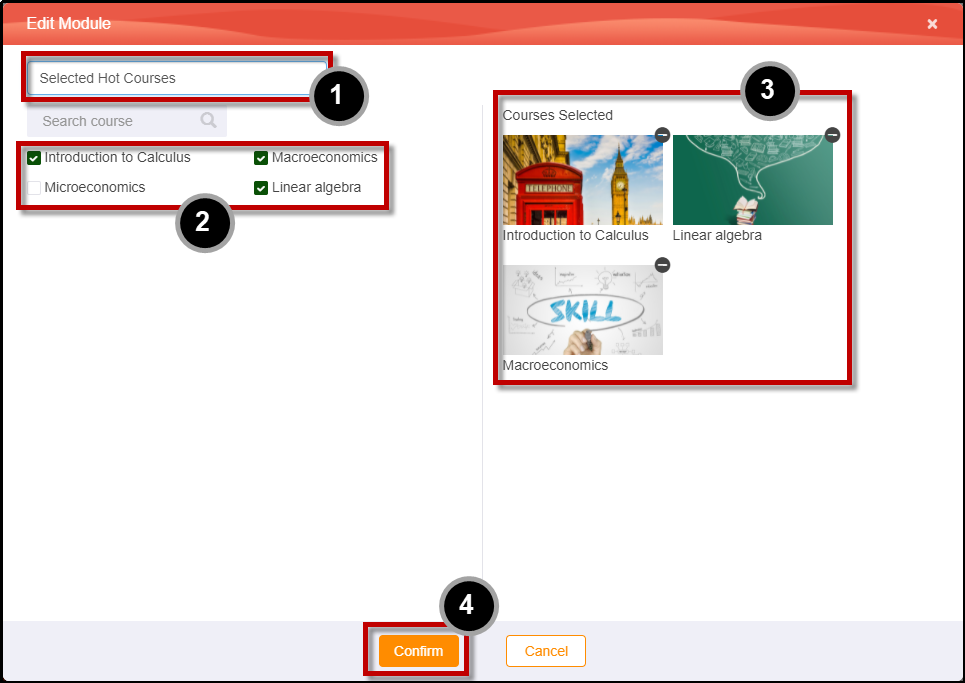 Edit Module
×
Selected Hot Courses
1
Search course
Introduction to Calculus
Macroeconomics
Microeconomics
Linear algebra
2
3
Courses Selected
TELEPHONE
Introduction to Calculus
Linear algebra
SKILL
Macroeconomics
4
Confirm
Cancel